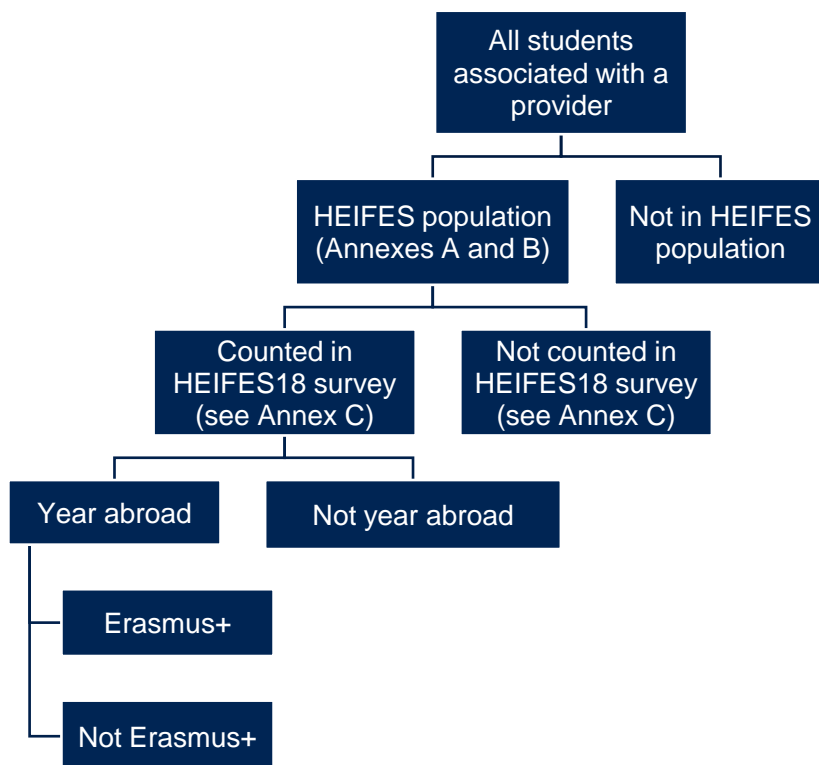 All students
associated with a
provider
HEIFES population
(Annexes A and B)
Not in HEIFES
population
Counted in
HEIFES18 survey
(see Annex C)
Not counted in
HEIFES18 survey
(see Annex C)
Year abroad
Not year abroad
Erasmus+
Not Erasmus+